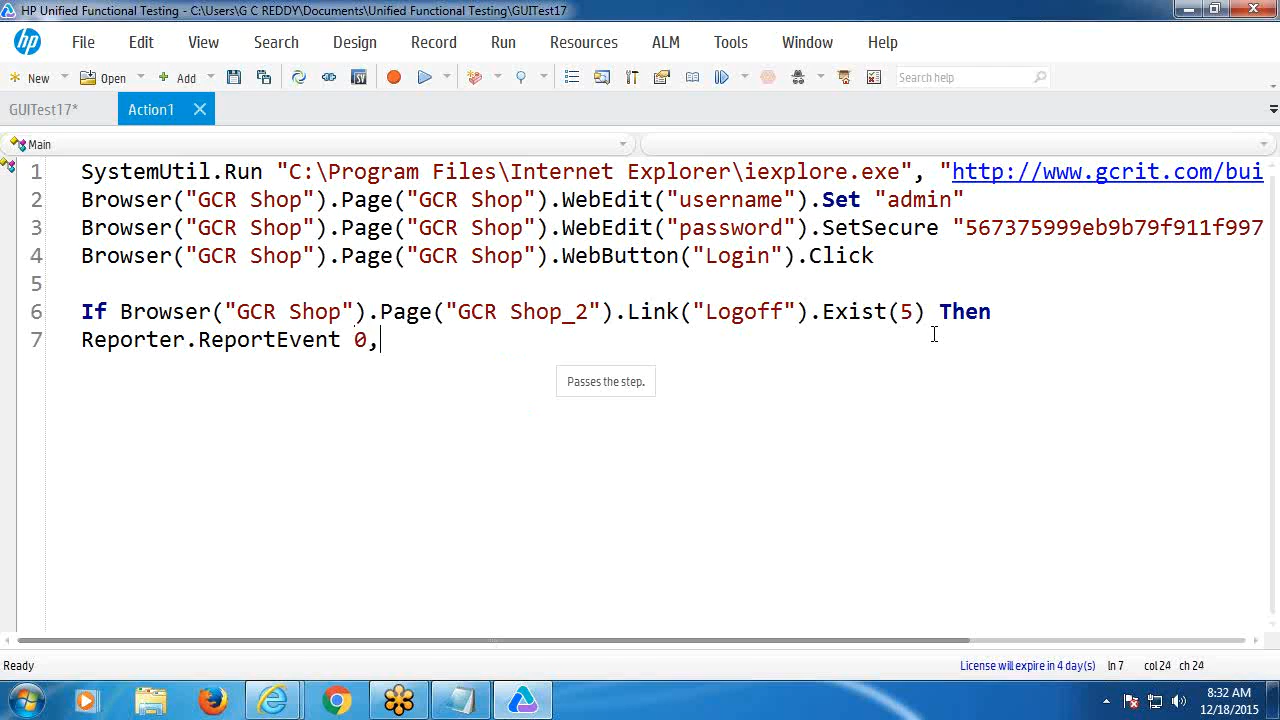 HP Unified Functional Testing - C:\Users\G C REDDY\Documents\Unified Functional Testing\GUITest17
hp File Edit View Search Design Record Run Resources ALM Tools Window Help
New Open Add Search help
GUITest17* Action1
Main
1 SystemUtil.Run "C:\Program Files\Internet Explorer\iexplore.exe", "http://www.gcrit.com/bui
2 Browser("GCR Shop").Page("GCR Shop").WebEdit("username").Set "admin"
3 Browser("GCR Shop").Page("GCR Shop").WebEdit("password").SetSecure "567375999eb9b79f911f997
4 Browser("GCR Shop").Page("GCR Shop").WebButton("Login").Click
5
6 If Browser("GCR Shop").Page("GCR Shop_2").Link("Logoff").Exist(5) Then
7 Reporter.ReportEvent 0,
Passes the step.
Ready License will expire in 4 day(s) ln 7 col 24 ch 24
8:32 AM
12/18/2015